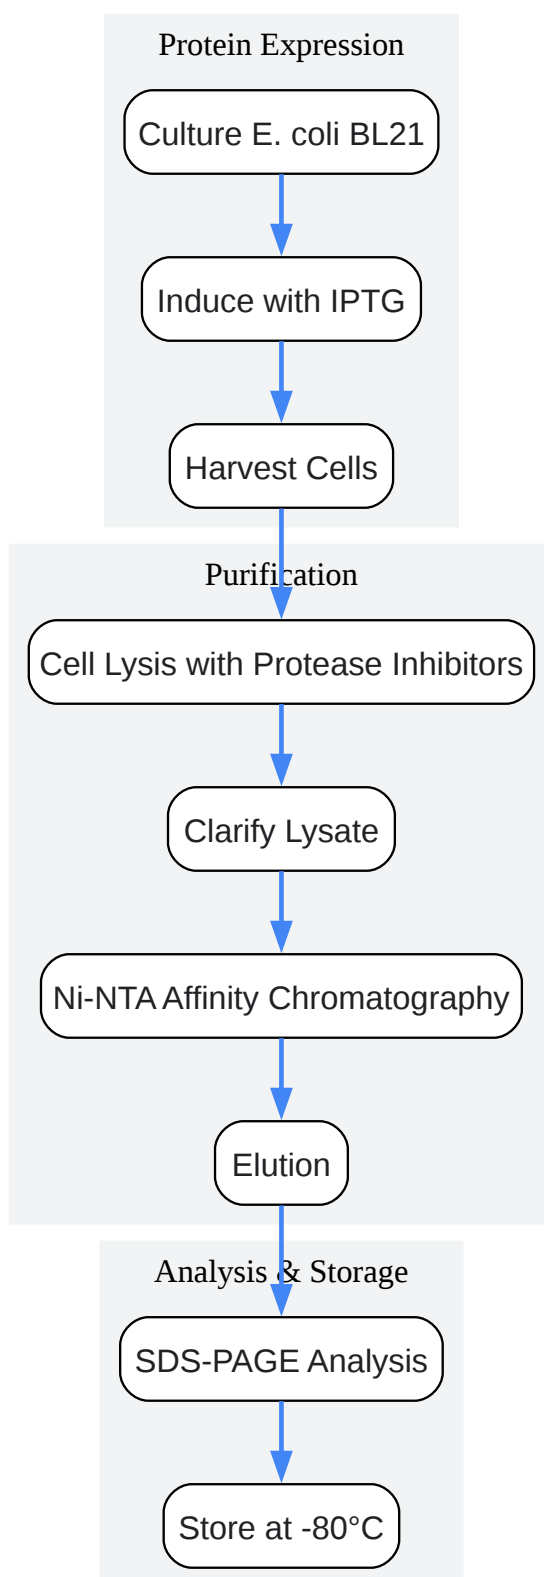 Protein Expression
Culture E. coli BL21
Induce with IPTG
Harvest Cells
Purification
Cell Lysis with Protease Inhibitors
Clarify Lysate
Ni-NTA Affinity Chromatography
Elution
Analysis & Storage
SDS-PAGE Analysis
Store at -80°C